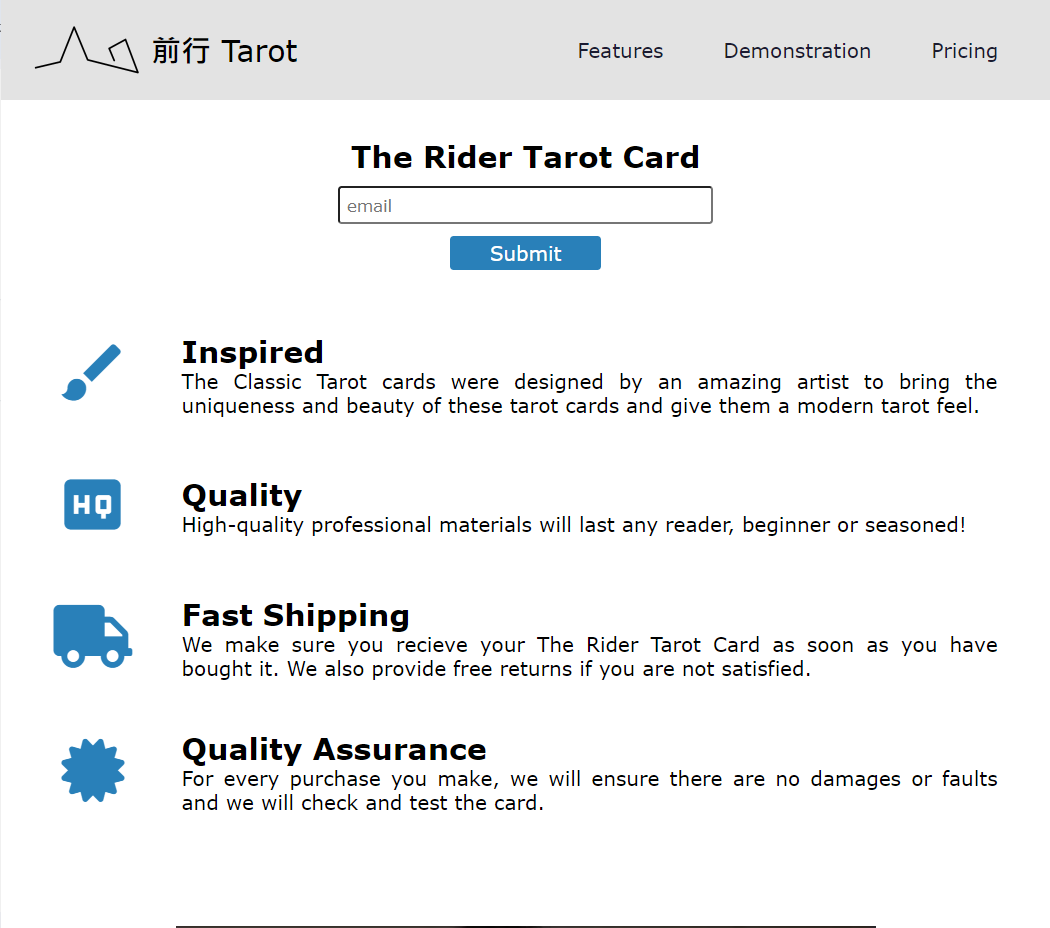 前行 Tarot
Features Demonstration Pricing
The Rider Tarot Card
email
Submit
Inspired
The Classic Tarot cards were designed by an amazing artist to bring the
uniqueness and beauty of these tarot cards and give them a modern tarot feel.
HQ
Quality
High-quality professional materials will last any reader, beginner or seasoned!
Fast Shipping
We make sure you recieve your The Rider Tarot Card as soon as you have
bought it. We also provide free returns if you are not satisfied.
Quality Assurance
For every purchase you make, we will ensure there are no damages or faults
and we will check and test the card.